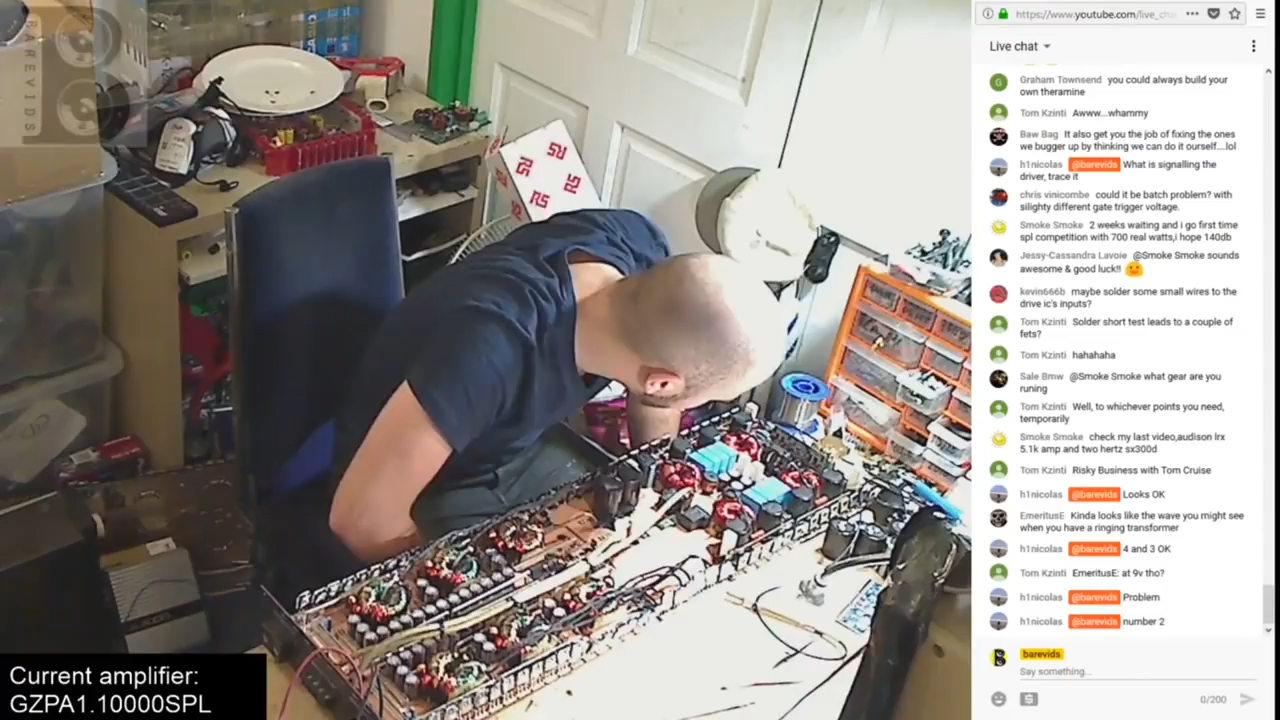 BAREVIDS
https://www.youtube.com/live_cha
Live chat
Graham Townsend you could always build your
own theramine
Tom Kzinti Awww...whammy
Baw Bag It also get you the job of fixing the ones
we bugger up by thinking we can do it ourself....lol
h1nicolas @barevids What is signalling the
driver, trace it
chris vinicombe could it be batch problem? with
silighty different gate trigger voltage.
Smoke Smoke 2 weeks waiting and i go first time
spl competition with 700 real watts,i hope 140db
Jessy-Cassandra Lavoie @Smoke Smoke sounds
awesome & good luck!!
kevin666b maybe solder some small wires to the
drive ic's inputs?
Tom Kzinti Solder short test leads to a couple of
fets?
Tom Kzinti hahahaha
Sale Bmw @Smoke Smoke what gear are you
runing
Tom Kzinti Well, to whichever points you need,
temporarily
Smoke Smoke check my last video,audison lrx
5.1k amp and two hertz sx300d
Tom Kzinti Risky Business with Tom Cruise
h1nicolas @barevids Looks OK
EmeritusE Kinda looks like the wave you might see
when you have a ringing transformer
h1nicolas @barevids 4 and 3 OK
Tom Kzinti EmeritusE: at 9v tho?
h1nicolas @barevids Problem
h1nicolas @barevids number 2
barevids
Say something...
0/200
Current amplifier:
GZPA1.10000SPL